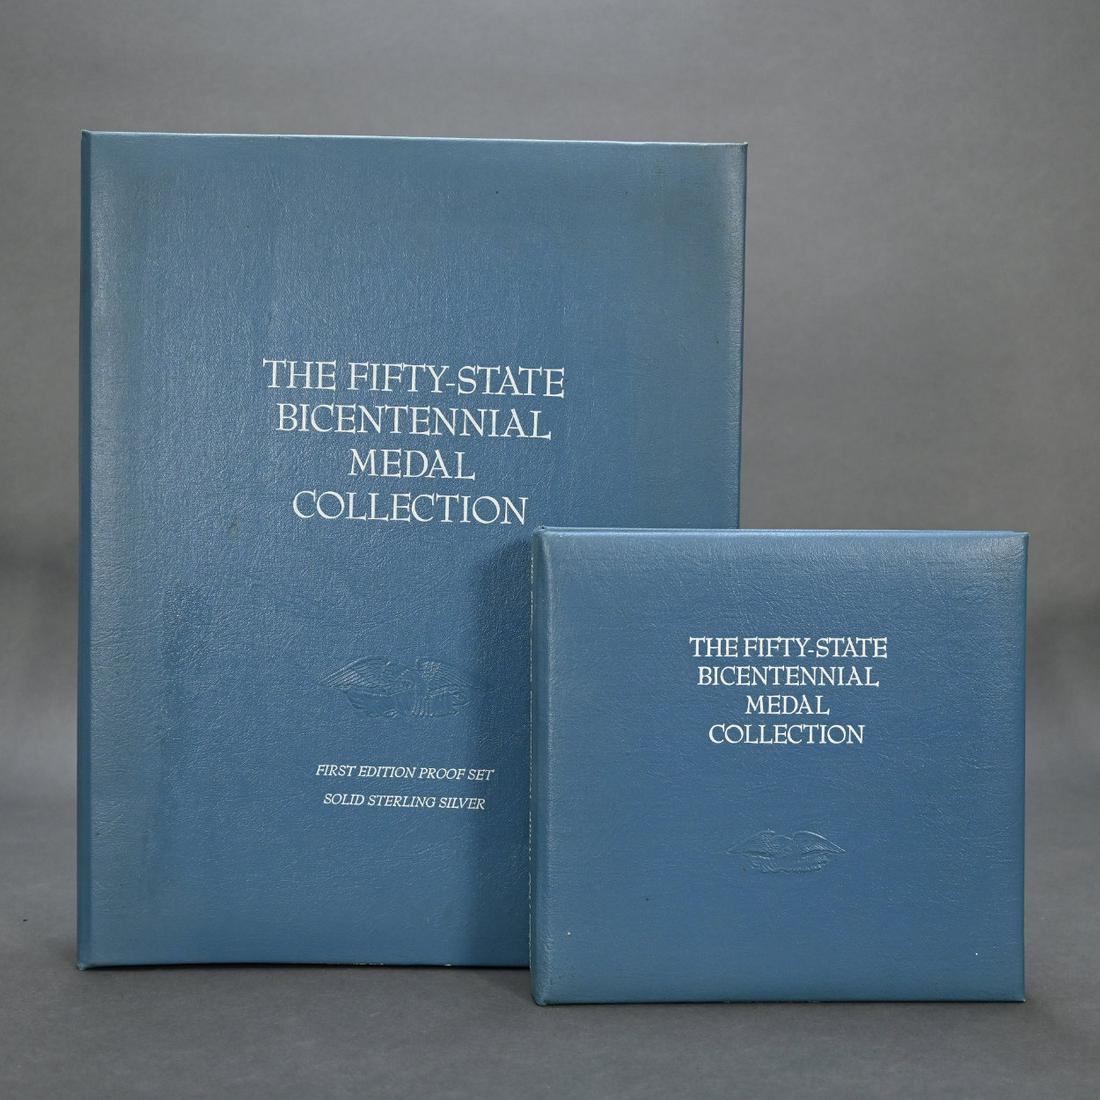 THE FIFTY-STATE
BICENTENNIAL
MEDAL
COLLECTION
FIRST EDITION PROOF SET
SOLID STERLING SILVER
THE FIFTY-STATE
BICENTENNIAL
MEDAL
COLLECTION